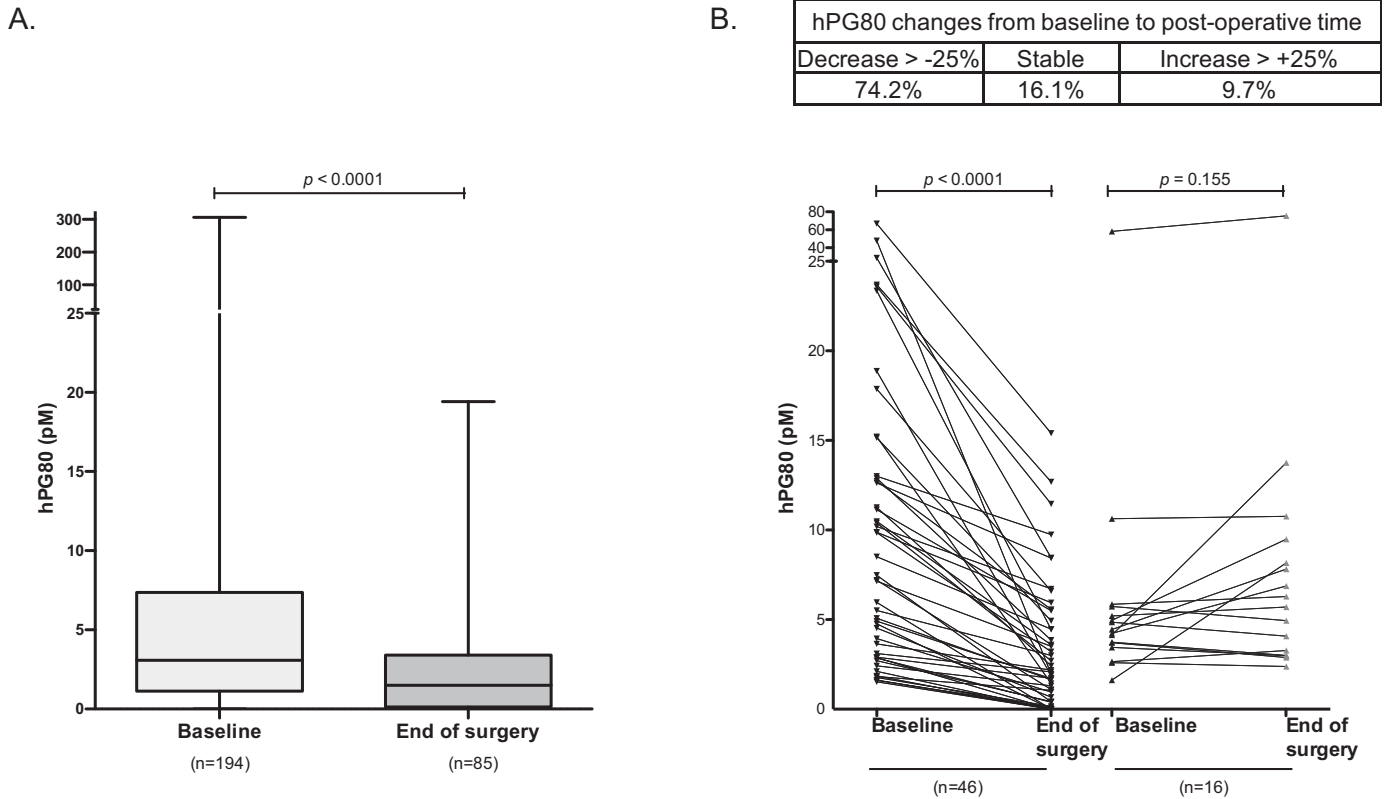 A.
p < 0.0001
300
200
100
25
20
15
10
5
0
hPG80 (pM)
Baseline
End of surgery
(n=194)
(n=85)
B.
hPG80 changes from baseline to post-operative time
Decrease > -25% Stable Increase > +25%
74.2% 16.1% 9.7%
p < 0.0001
p = 0.155
80
60
40
25
20
15
10
5
0
hPG80 (pM)
Baseline
End of
surgery
Baseline
End of
surgery
(n=46)
(n=16)